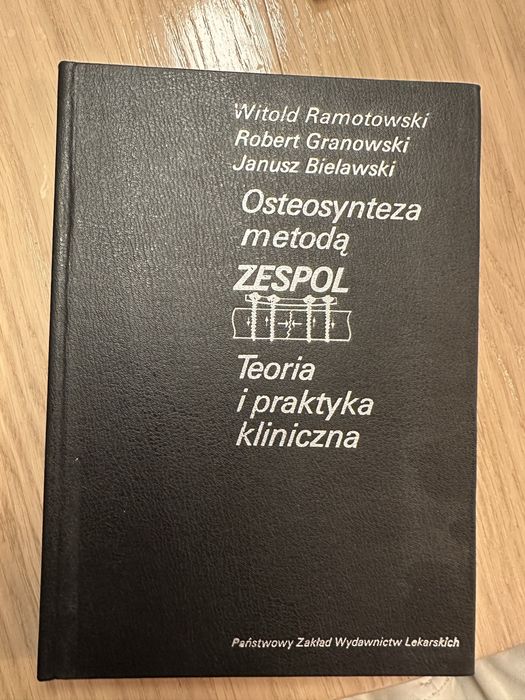 Witold Ramotowski
Robert Granowski
Janusz Bielawski
Osteosynteza
metodą
ZESPOL
Teoria
i praktyka
kliniczna
Państwowy Zakład Wydawnictw Lekarskich